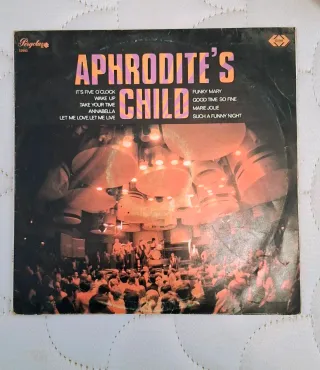 Pergola
APHRODITE'S
CHILD
IT'S FIVE O'CLOCK
WAKE UP
TAKE YOUR TIME
ANNABELLA
LET ME LOVE, LET ME LIVE
FUNKY MARY
GOOD TIME SO FINE
MARIE JOLIE
SUCH A FUNNY NIGHT